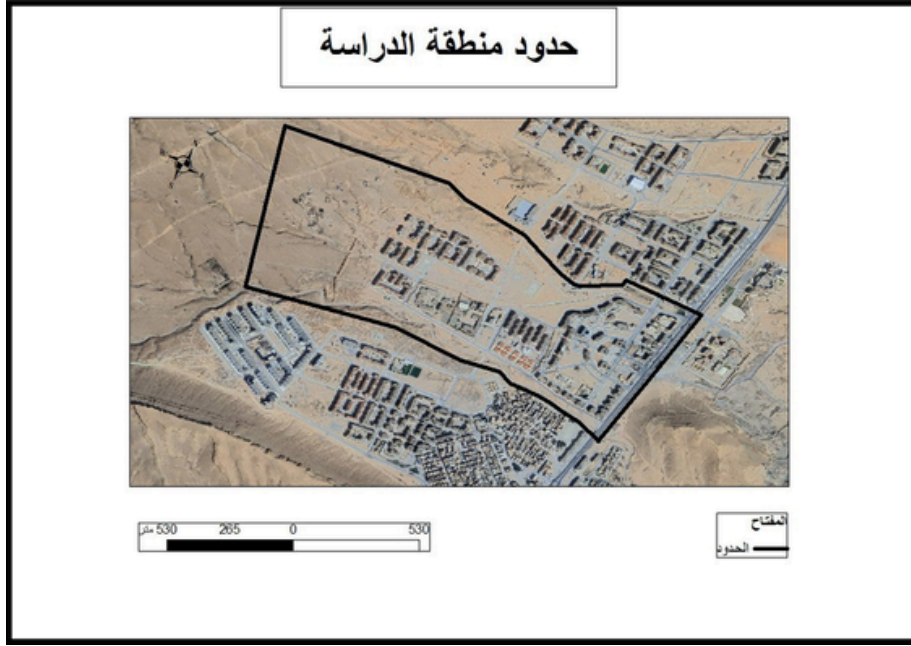 حدود منطقة الدراسة
530 265 0 530 متر
المفتاح
الحدود